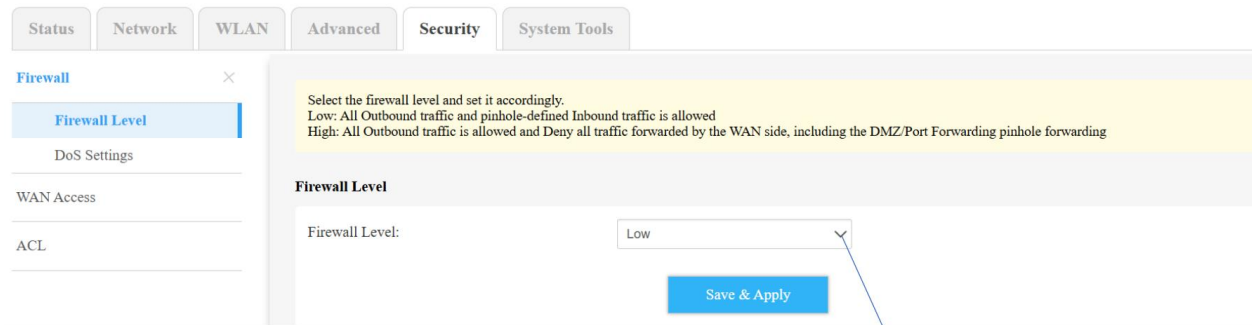 Status Network WLAN Advanced Security System Tools
Firewall
Firewall Level
DoS Settings
WAN Access
ACL
Select the firewall level and set it accordingly.
Low: All Outbound traffic and pinhole-defined Inbound traffic is allowed
High: All Outbound traffic is allowed and Deny all traffic forwarded by the WAN side, including the DMZ/Port Forwarding pinhole forwarding
Firewall Level
Firewall Level: Low
Save & Apply